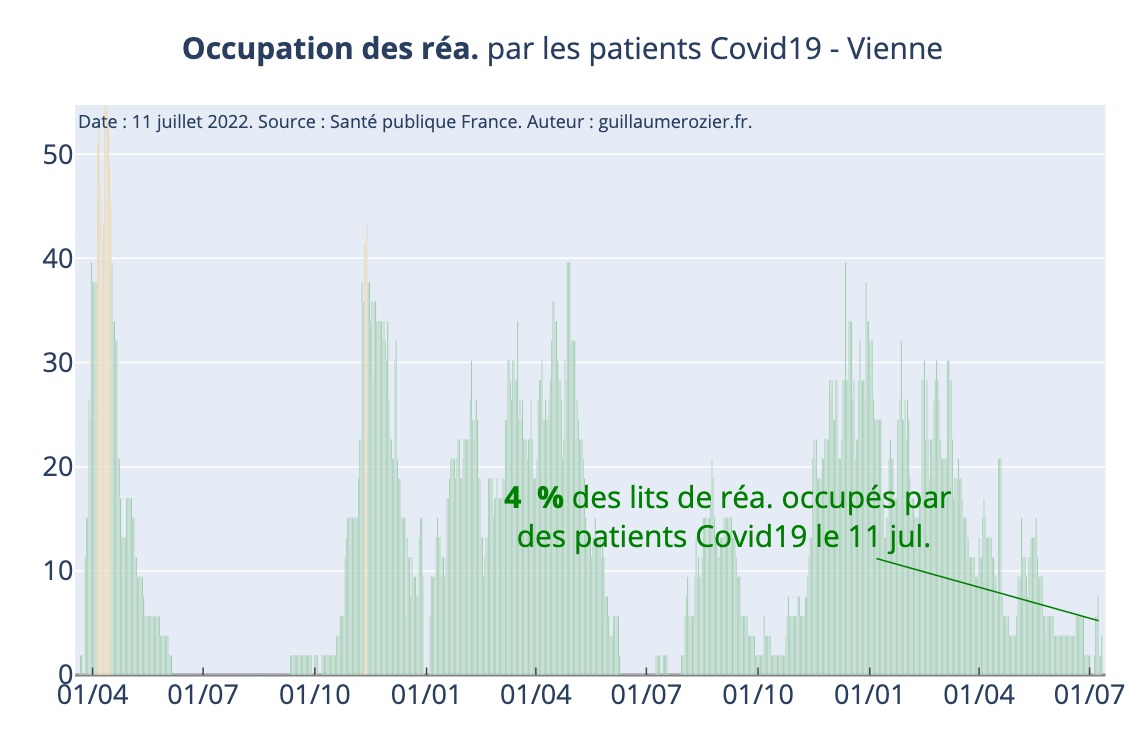 Occupation des réa. par les patients Covid19 - Vienne
Date : 11 juillet 2022. Source : Santé publique France. Auteur : guillaumerozier.fr.
50
40
30
20
4  % des lits de réa. occupés par
des patients Covid19 le 11 jul.
10
0
01/04 01/07 01/10 01/01 01/04 01/07 01/10 01/01 01/04 01/07